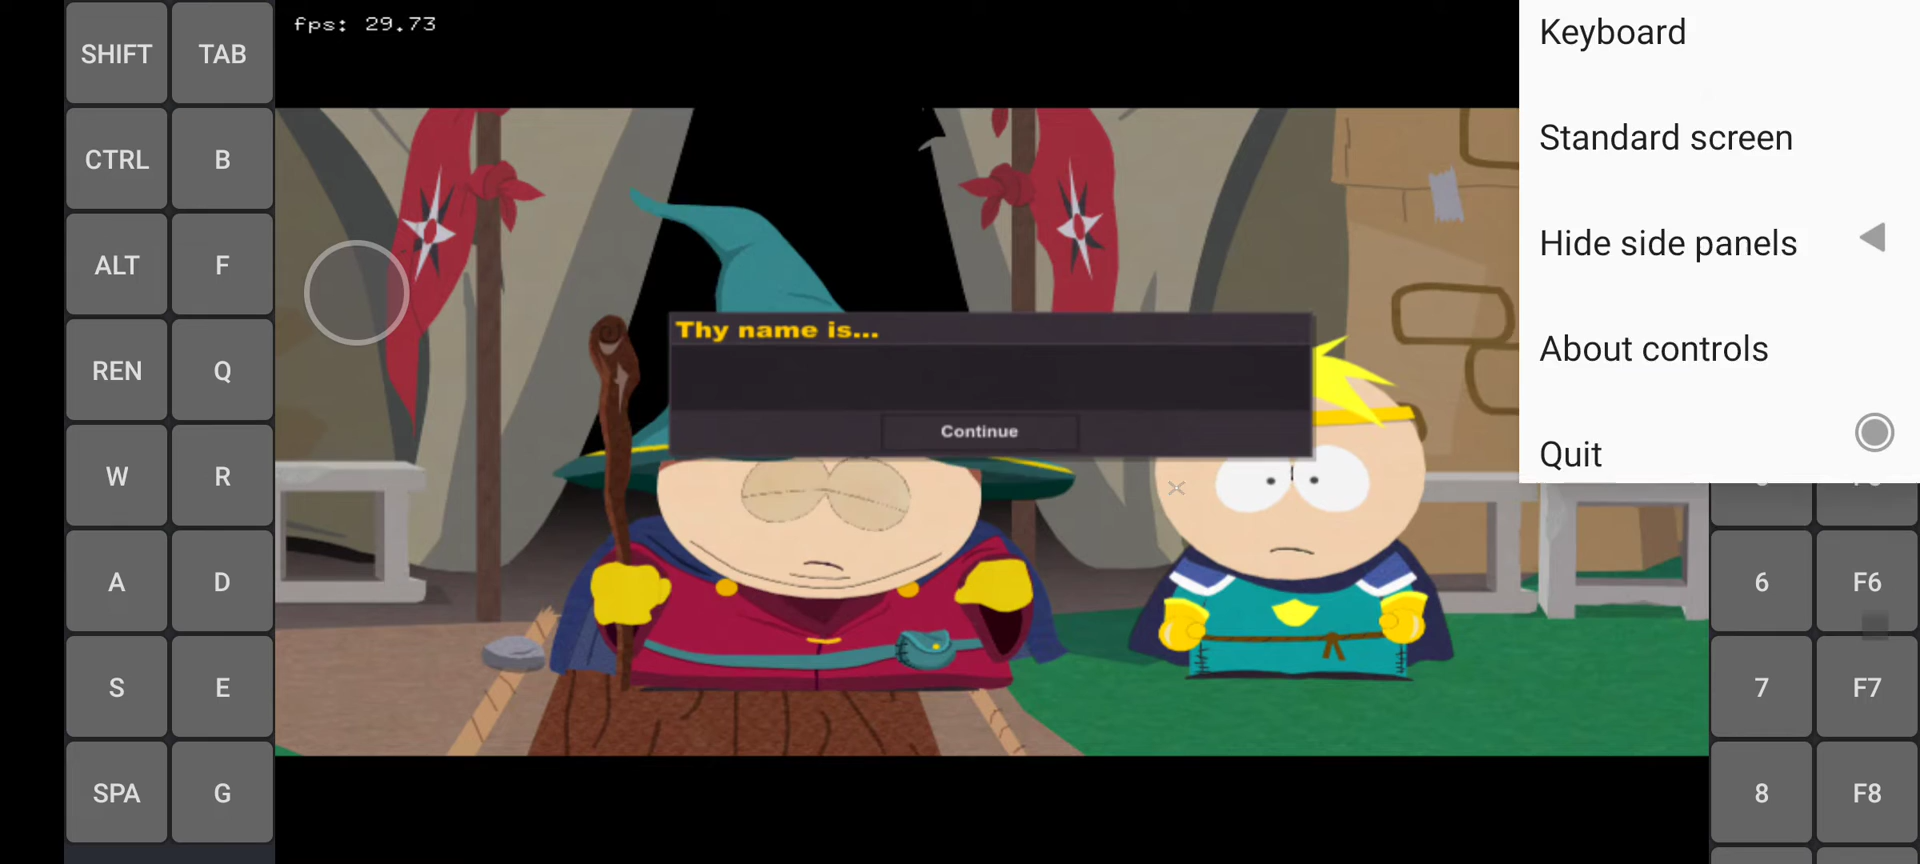 SHIFT
TAB
CTRL
B
ALT
F
REN
Q
W
R
A
D
S
E
SPA
G
fps: 29.73
Thy name is...
Continue
Keyboard
Standard screen
Hide side panels
About controls
Quit
6
F6
7
F7
8
F8